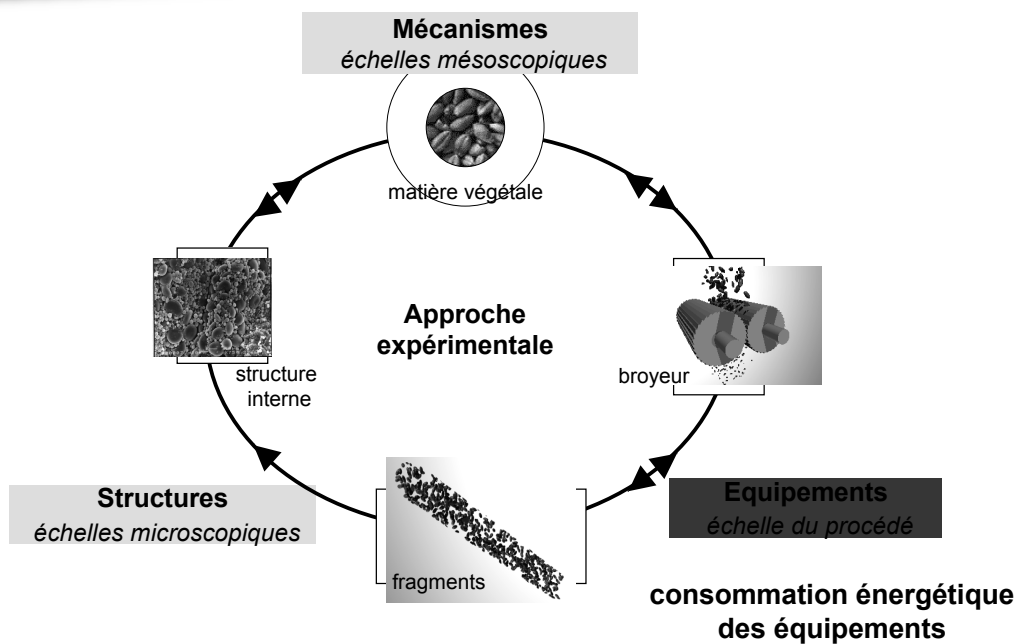 Mécanismes
échelles mésoscopiques
matière végétale
Approche
expérimentale
structure
interne
broyeur
Structures
échelles microscopiques
Equipements
échelle du procédé
fragments
consommation énergétique
des équipements